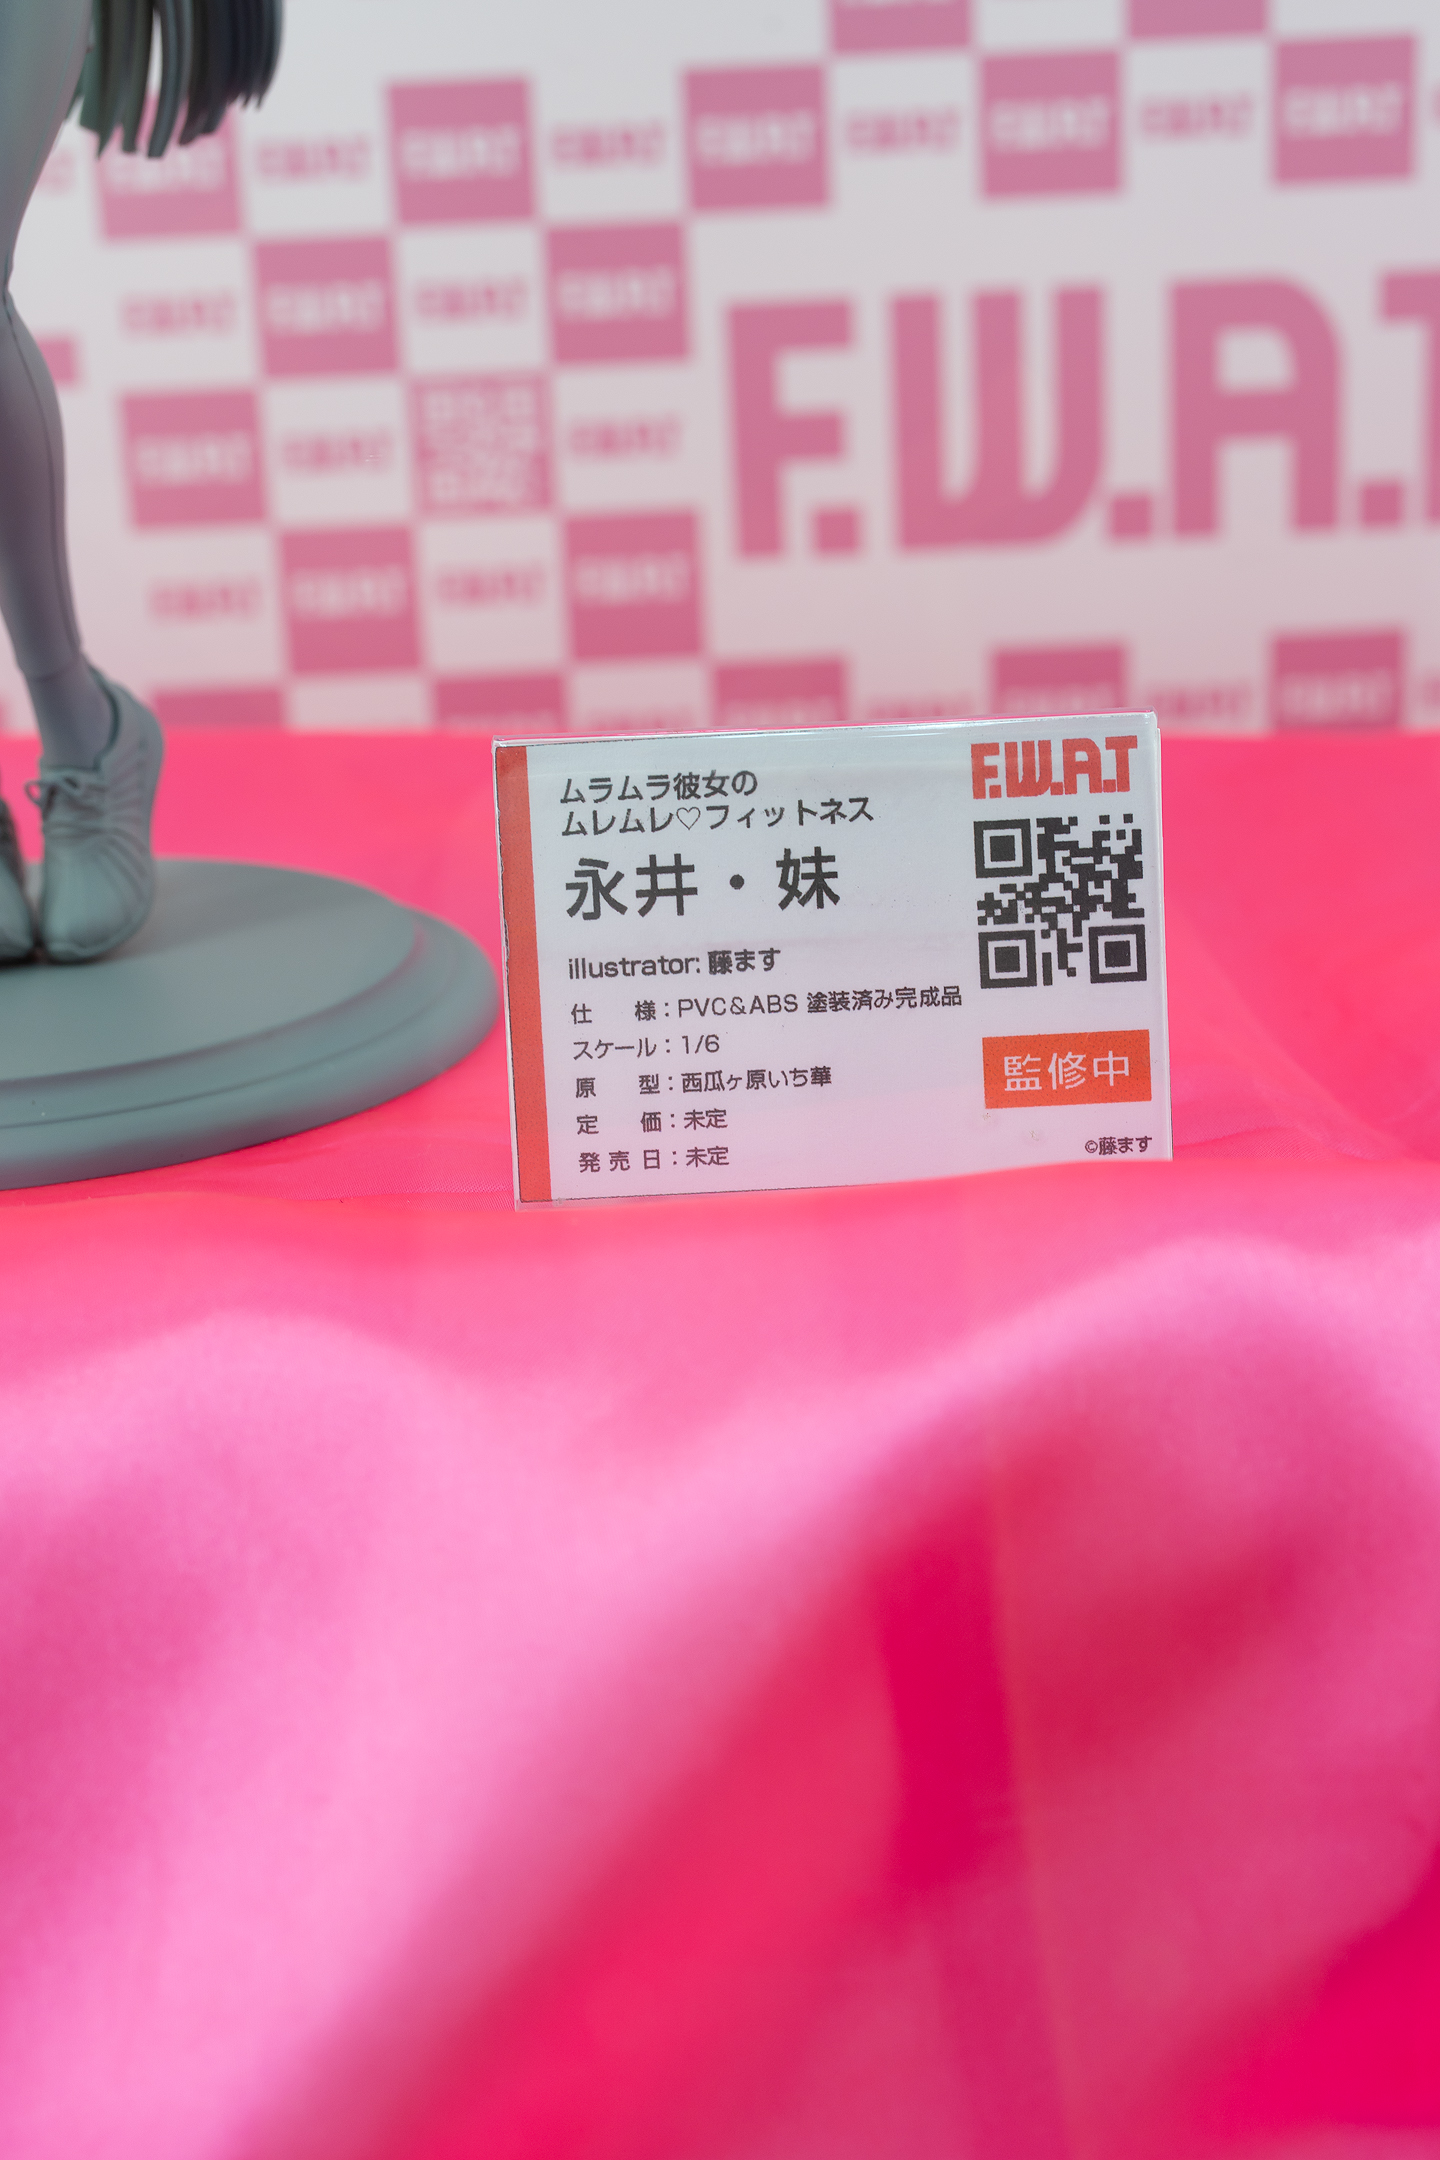 F.W.A.T
ムラムラ彼女の
ムレムレ♡フィットネス
永井・妹
illustrator: 藤ます
仕　様：PVC&ABS 塗装済み完成品
スケール：1/6
原　型：西瓜ヶ原いち華
定　価：未定
発売日：未定
F.W.A.T
監修中
©藤ます